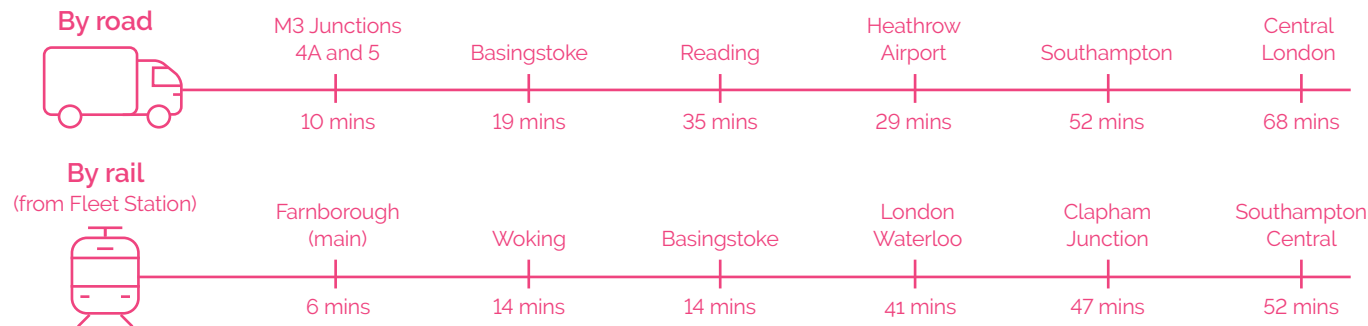 By road
M3 Junctions
4A and 5
Basingstoke
Reading
Heathrow
Airport
Southampton
Central
London
10 mins
19 mins
35 mins
29 mins
52 mins
68 mins
By rail
(from Fleet Station)
Farnborough
(main)
Woking
Basingstoke
London
Waterloo
Clapham
Junction
Southampton
Central
6 mins
14 mins
14 mins
41 mins
47 mins
52 mins